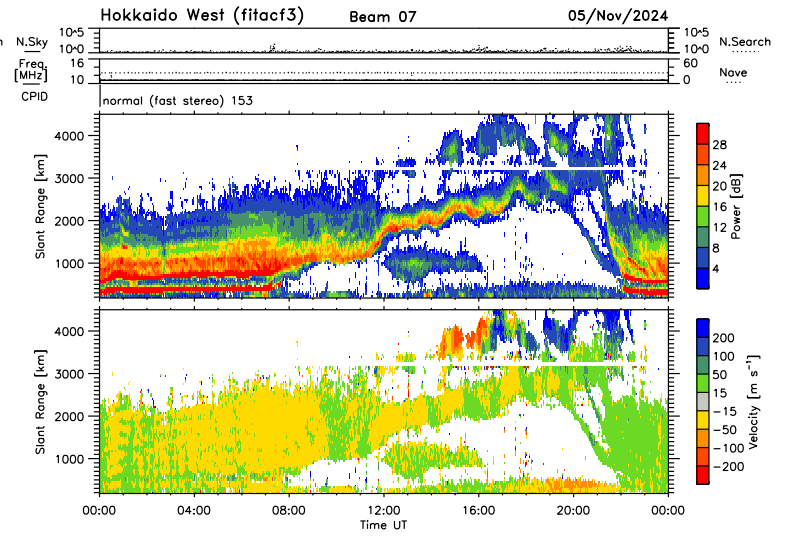 Hokkaido West (fitacf3) Beam 07 05/Nov/2024
n N.Sky 10^5 10^0 10^5 10^0 N.Search
Freq. [MHz] 16 10 60 0 Nave
CPID normal (fast stereo) 153
Slant Range [km] 4000 3000 2000 1000
28 24 20 16 12 8 4 Power [dB]
Slant Range [km] 4000 3000 2000 1000
200 100 50 15 -15 -50 -100 -200 Velocity [m s⁻¹]
00:00 04:00 08:00 12:00 16:00 20:00 00:00
Time UT